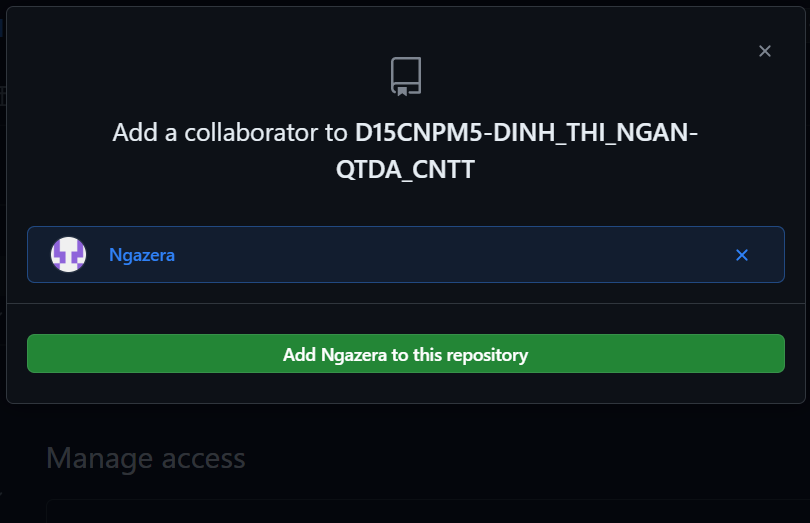 Add a collaborator to D15CNPM5-DINH_THI_NGAN-
QTDA_CNTT
Ngazera
Add Ngazera to this repository
Manage access